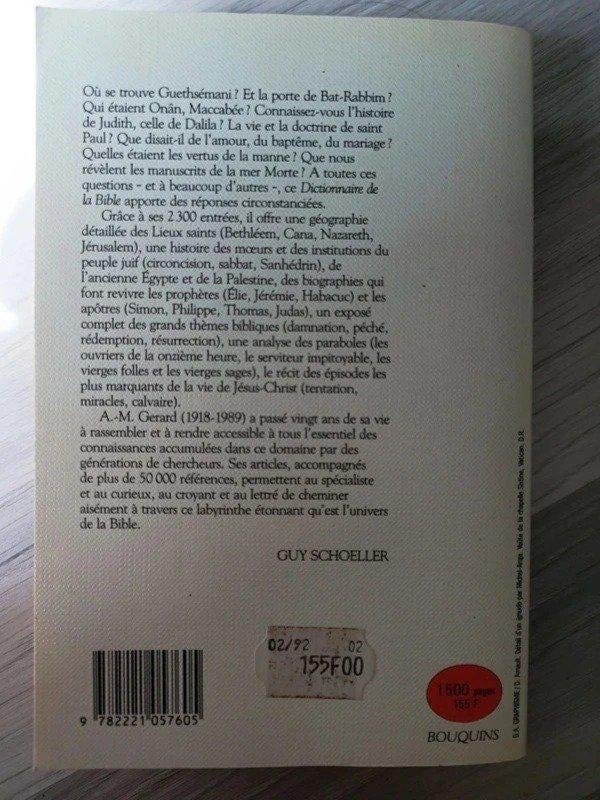 Où se trouve Guethsémani ? Et la porte de Bat-Rabbim ?
Qui étaient Onân, Maccabée ? Connaissez-vous l'histoire
de Judith, celle de Dalila ? La vie et la doctrine de saint
Paul ? Que disait-il de l'amour, du baptême, du mariage ?
Quelles étaient les vertus de la manne ? Que nous
révèlent les manuscrits de la mer Morte ? A toutes ces
questions - et à beaucoup d'autres -, ce Dictionnaire de
la Bible apporte des réponses circonstanciées.
Grâce à ses 2 300 entrées, il offre une géographie
détaillée des Lieux saints (Bethléem, Cana, Nazareth,
Jérusalem), une histoire des mœurs et des institutions du
peuple juif (circoncision, sabbat, Sanhédrin), de
l'ancienne Égypte et de la Palestine, des biographies qui
font revivre les prophètes (Élie, Jérémie, Habacuc) et les
apôtres (Simon, Philippe, Thomas, Judas), un exposé
complet des grands thèmes bibliques (damnation, péché,
rédemption, résurrection), une analyse des paraboles (les
ouvriers de la onzième heure, le serviteur impitoyable, les
vierges folles et les vierges sages), le récit des épisodes les
plus marquants de la vie de Jésus-Christ (tentation,
miracles, calvaire).
A.-M. Gerard (1918-1989) a passé vingt ans de sa vie
à rassembler et à rendre accessible à tous l'essentiel des
connaissances accumulées dans ce domaine par des
générations de chercheurs. Ses articles, accompagnés
de plus de 50 000 références, permettent au spécialiste
et au curieux, au croyant et au lettré de cheminer
aisément à travers ce labyrinthe étonnant qu'est l'univers
de la Bible.
GUY SCHOELLER
02/92 02
155F00
9 782221 057605
1500 pages
155 F.
BOUQUINS
Détail d'un ignudo par Michel-Ange. Voûte de la chapelle Sixtine, Vatican. D.R.